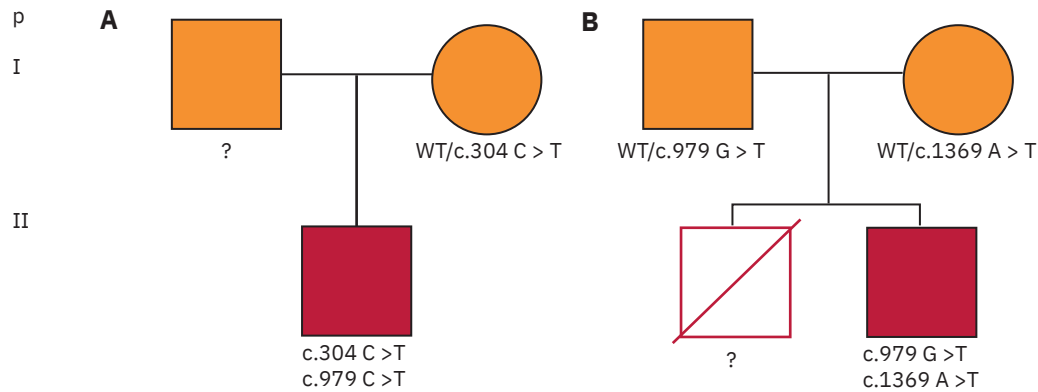 p
A
B
I
?
WT/c.304 C > T
WT/c.979 G > T
WT/c.1369 A > T
II
c.304 C >T
c.979 C >T
?
c.979 G >T
c.1369 A >T